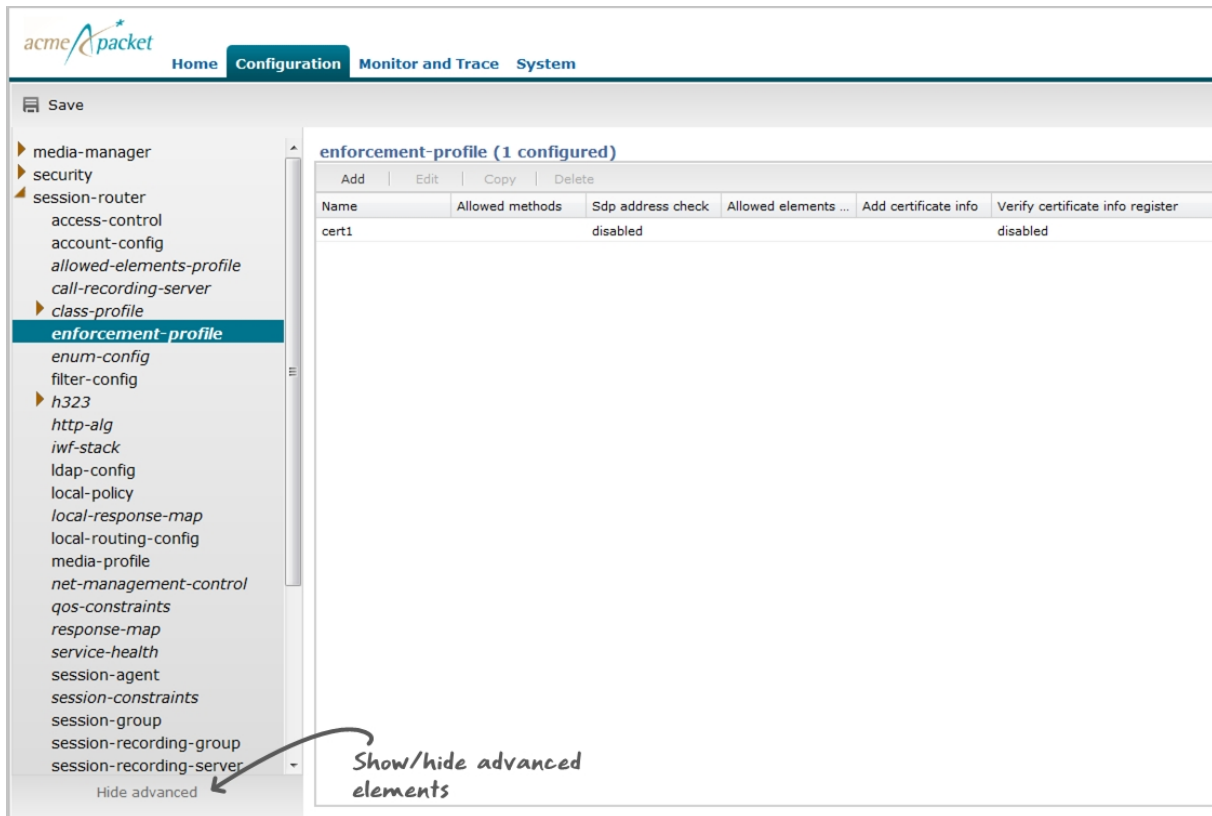 acme packet
Home Configuration Monitor and Trace System
Save
media-manager
security
session-router
access-control
account-config
allowed-elements-profile
call-recording-server
class-profile
enforcement-profile
enum-config
filter-config
h323
http-alg
iwf-stack
ldap-config
local-policy
local-response-map
local-routing-config
media-profile
net-management-control
qos-constraints
response-map
service-health
session-agent
session-constraints
session-group
session-recording-group
session-recording-server
Hide advanced
enforcement-profile (1 configured)
Add | Edit | Copy | Delete
Name Allowed methods Sdp address check Allowed elements ... Add certificate info Verify certificate info register
cert1 disabled disabled
Show/hide advanced
elements